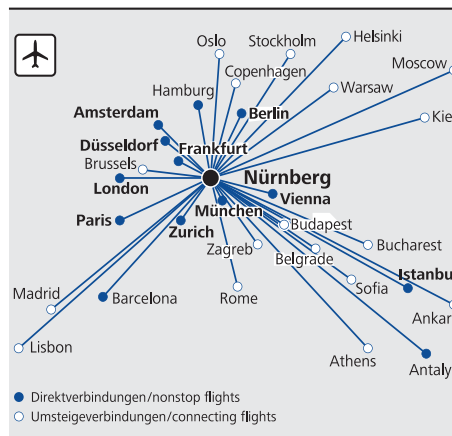 Oslo
Stockholm
Helsinki
Moscow
Copenhagen
Warsaw
Hamburg
Berlin
Kie
Amsterdam
Düsseldorf
Frankfurt
Brussels
Nürnberg
London
Vienna
München
Paris
Zurich
Budapest
Zagreb
Belgrade
Bucharest
Istanbu
Sofia
Madrid
Barcelona
Rome
Ankar
Lisbon
Athens
Antaly
Direktverbindungen/nonstop flights
Umsteigeverbindungen/connecting flights